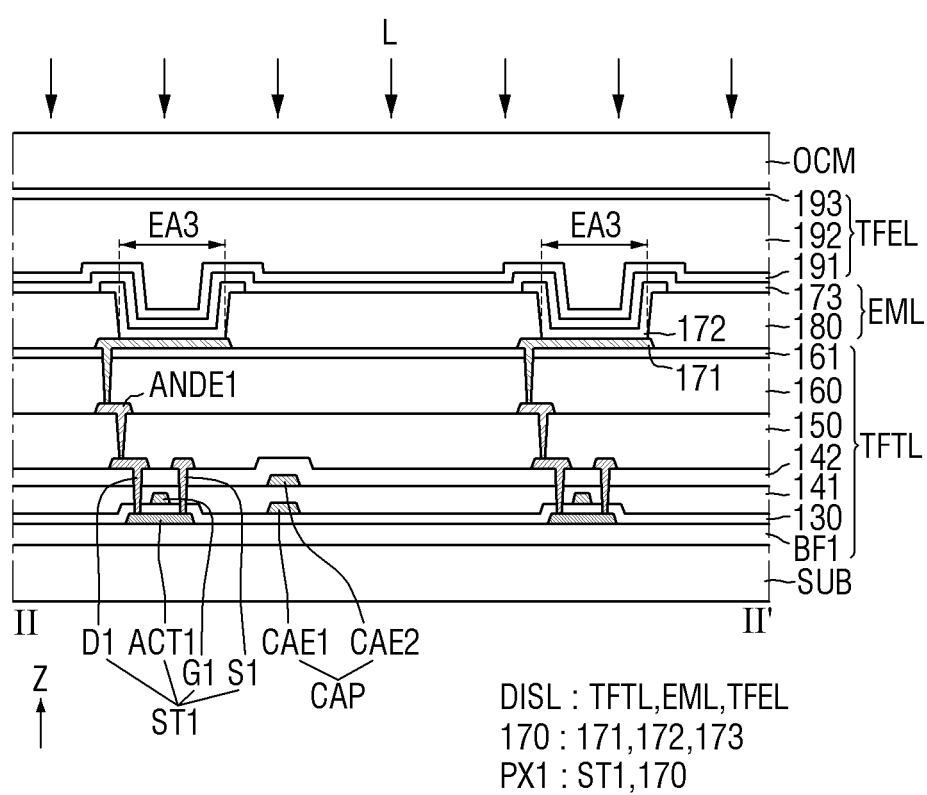 L
OCM
193
EA3
EA3
192
TFEL
191
173
EML
180
172
161
171
ANDE1
160
150
TFTL
142
141
130
BF1
SUB
II
II'
D1 ACT1 CAE1 CAE2
G1 S1
Z
CAP
ST1
DISL : TFTL,EML,TFEL
170 : 171,172,173
PX1 : ST1,170